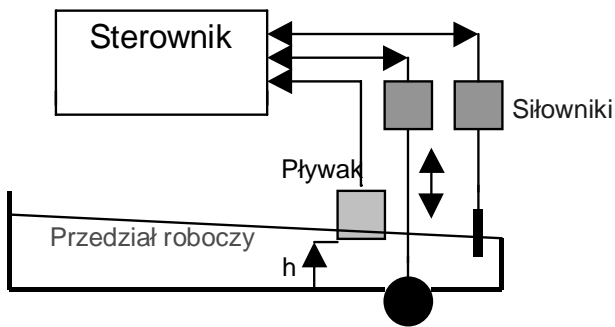 Sterownik
Siłowniki
Pływak
Przedział roboczy
h